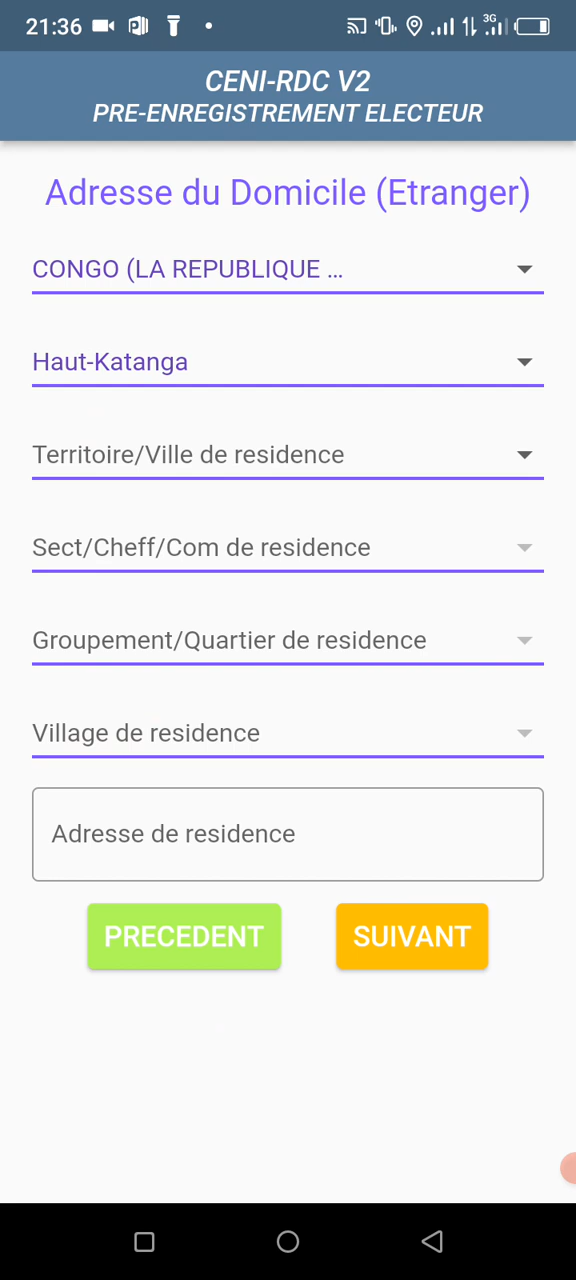 21:36
3G
CENI-RDC V2
PRE-ENREGISTREMENT ELECTEUR
Adresse du Domicile (Etranger)
CONGO (LA REPUBLIQUE ...
Haut-Katanga
Territoire/Ville de residence
Sect/Cheff/Com de residence
Groupement/Quartier de residence
Village de residence
Adresse de residence
PRECEDENT
SUIVANT